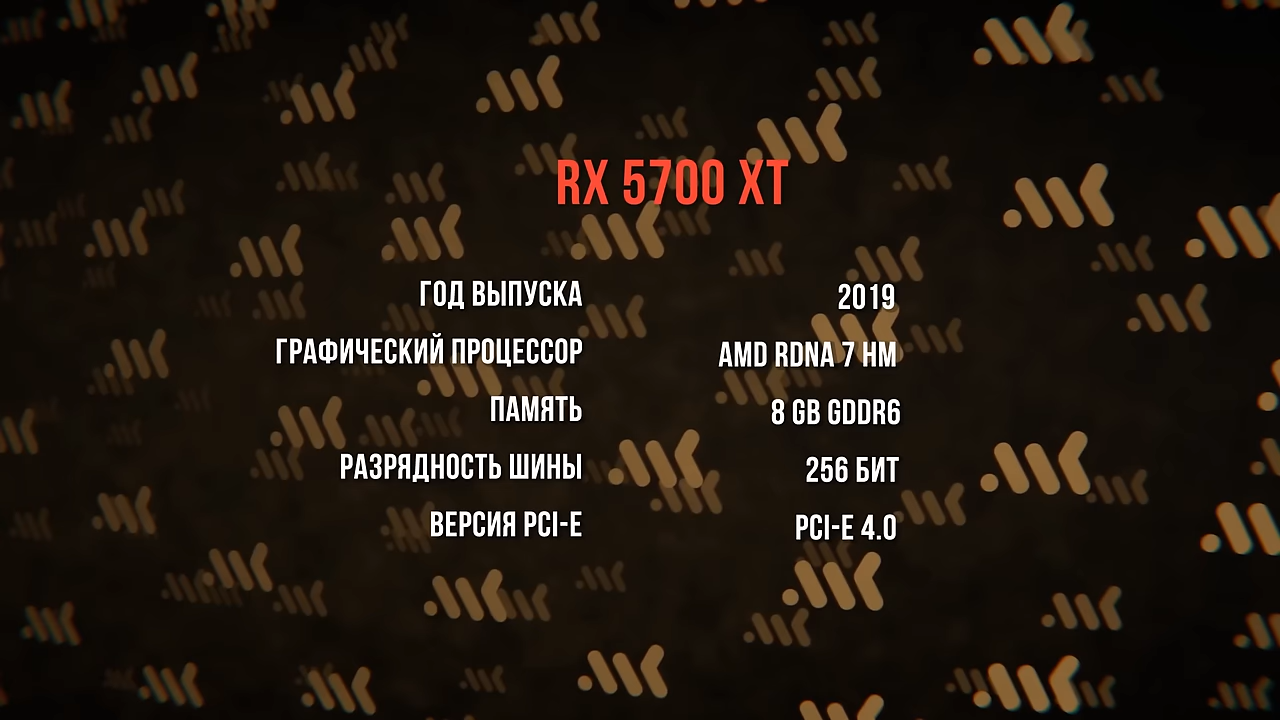 RX 5700 XT
ГОД ВЫПУСКА 2019
ГРАФИЧЕСКИЙ ПРОЦЕССОР AMD RDNA 7 НМ
ПАМЯТЬ 8 GB GDDR6
РАЗРЯДНОСТЬ ШИНЫ 256 БИТ
ВЕРСИЯ PCI-E PCI-E 4.0